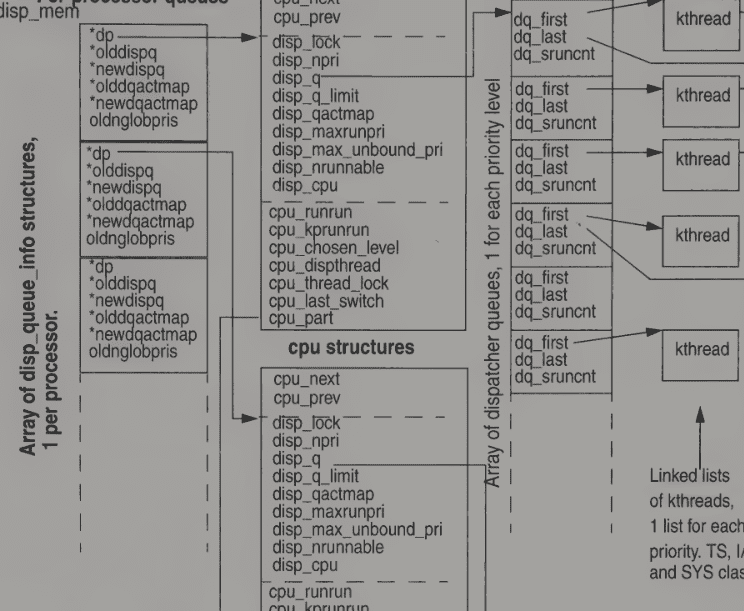 Per processor queues
disp_mem
*dp
*olddispq
*newdispq
*olddqactmap
*newdqactmap
oldnglobpris
*dp
*olddispq
*newdispq
*olddqactmap
*newdqactmap
oldnglobpris
*dp
*olddispq
*newdispq
*olddqactmap
*newdqactmap
oldnglobpris
Array of disp_queue_info structures,
1 per processor.
cpu_next
cpu_prev
disp_lock
disp_npri
disp_q
disp_q_limit
disp_qactmap
disp_maxrunpri
disp_max_unbound_pri
disp_nrunnable
disp_cpu
cpu_runrun
cpu_kprunrun
cpu_chosen_level
cpu_dispthread
cpu_thread_lock
cpu_last_switch
cpu_part
cpu structures
cpu_next
cpu_prev
disp_lock
disp_npri
disp_q
disp_q_limit
disp_qactmap
disp_maxrunpri
disp_max_unbound_pri
disp_nrunnable
disp_cpu
cpu_runrun
cpu_kprunrun
Array of dispatcher queues, 1 for each priority level
dq_first
dq_last
dq_sruncnt
dq_first
dq_last
dq_sruncnt
dq_first
dq_last
dq_sruncnt
dq_first
dq_last
dq_sruncnt
dq_first
dq_last
dq_sruncnt
dq_first
dq_last
dq_sruncnt
kthread
kthread
kthread
kthread
kthread
Linked lists
of kthreads,
1 list for each
priority. TS, I
and SYS clas